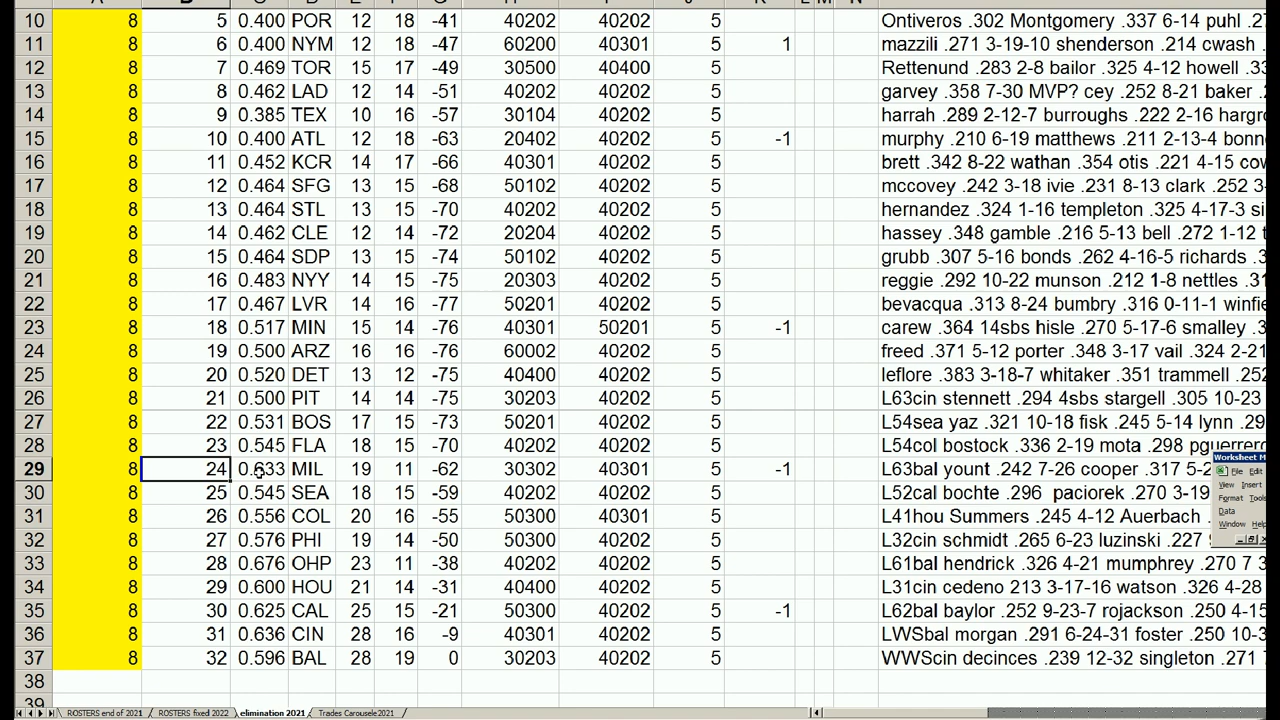 10 8 5 0.400 POR 12 18 -41 40202 40202 5 Ontiveros .302 Montgomery .337 6-14 puhl
11 8 6 0.400 NYM 12 18 -47 60200 40301 5 1 mazzili .271 3-19-10 shenderson .214 cwash
12 8 7 0.469 TOR 15 17 -49 30500 40400 5 Rettenund .283 2-8 bailor .325 4-12 howell
13 8 8 0.462 LAD 12 14 -51 40202 40202 5 garvey .358 7-30 MVP? cey .252 8-21 baker
14 8 9 0.385 TEX 10 16 -57 30104 40202 5 harrah .289 2-12-7 burroughs .222 2-16 hargro
15 8 10 0.400 ATL 12 18 -63 20402 40202 5 -1 murphy .210 6-19 matthews .211 2-13-4 bonn
16 8 11 0.452 KCR 14 17 -66 40301 40202 5 brett .342 8-22 wathan .354 otis .221 4-15 cow
17 8 12 0.464 SFG 13 15 -68 50102 40202 5 mccovey .242 3-18 ivie .231 8-13 clark .252 3-
18 8 13 0.464 STL 13 15 -70 40202 40202 5 hernandez .324 1-16 templeton .325 4-17-3 si
19 8 14 0.462 CLE 12 14 -72 20204 40202 5 hassey .348 gamble .216 5-13 bell .272 1-12
20 8 15 0.464 SDP 13 15 -74 50102 40202 5 grubb .307 5-16 bonds .262 4-16-5 richards
21 8 16 0.483 NYY 14 15 -75 20303 40202 5 reggie .292 10-22 munson .212 1-8 nettles .31
22 8 17 0.467 LVR 14 16 -77 50201 40202 5 bevacqua .313 8-24 bumbry .316 0-11-1 winfie
23 8 18 0.517 MIN 15 14 -76 40301 50201 5 -1 carew .364 14sbs hisle .270 5-17-6 smalley
24 8 19 0.500 ARZ 16 16 -76 60002 40202 5 freed .371 5-12 porter .348 3-17 vail .324 2-21
25 8 20 0.520 DET 13 12 -75 40400 40202 5 leflore .383 3-18-7 whitaker .351 trammell .252
26 8 21 0.500 PIT 14 14 -75 30203 40202 5 L63cin stennett .294 4sbs stargell .305 10-23
27 8 22 0.531 BOS 17 15 -73 50201 40202 5 L54sea yaz .321 10-18 fisk .245 5-14 lynn .29
28 8 23 0.545 FLA 18 15 -70 40202 40202 5 L54col bostock .336 2-19 mota .298 pguerrero
29 8 24 0.633 MIL 19 11 -62 30302 40301 5 -1 L63bal yount .242 7-26 cooper .317 5-2
30 8 25 0.545 SEA 18 15 -59 40202 40202 5 L52cal bochte .296 paciorek .270 3-19
31 8 26 0.556 COL 20 16 -55 50300 40301 5 L41hou Summers .245 4-12 Auerbach
32 8 27 0.576 PHI 19 14 -50 50300 40202 5 L32cin schmidt .265 6-23 luzinski .227
33 8 28 0.676 OHP 23 11 -38 40202 40202 5 L61bal hendrick .326 4-21 mumphrey .270 7
34 8 29 0.600 HOU 21 14 -31 40400 40202 5 L31cin cedeno 213 3-17-16 watson .326 4-28
35 8 30 0.625 CAL 25 15 -21 50300 40202 5 -1 L62bal baylor .252 9-23-7 rojackson .250 4-15
36 8 31 0.636 CIN 28 16 -9 40301 40202 5 LWSbal morgan .291 6-24-31 foster .250 10-3
37 8 32 0.596 BAL 28 19 0 30203 40202 5 WWScin decinces .239 12-32 singleton .271
38
39
Worksheet M
File Edit
View Insert
Format Tools
Data
Window Help
ROSTERS end of 2021 ROSTERS fixed 2022 elimination 2021 Trades Carousele2021